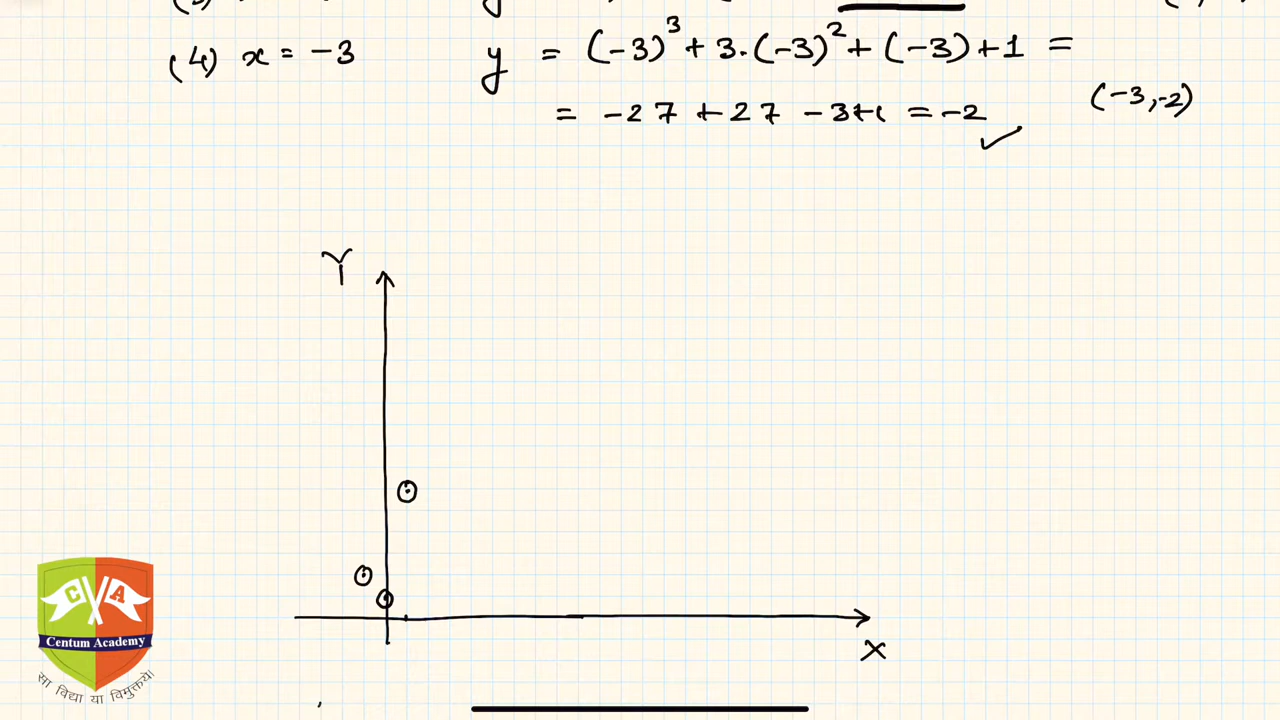 (4) x = -3 y = (-3)³ + 3.(-3)² + (-3) + 1 =
= -27 + 27 - 3+1 = -2 ✓ (-3,-2)
Y
X
C A
Centum Academy
सा विद्या या विमुक्तये।